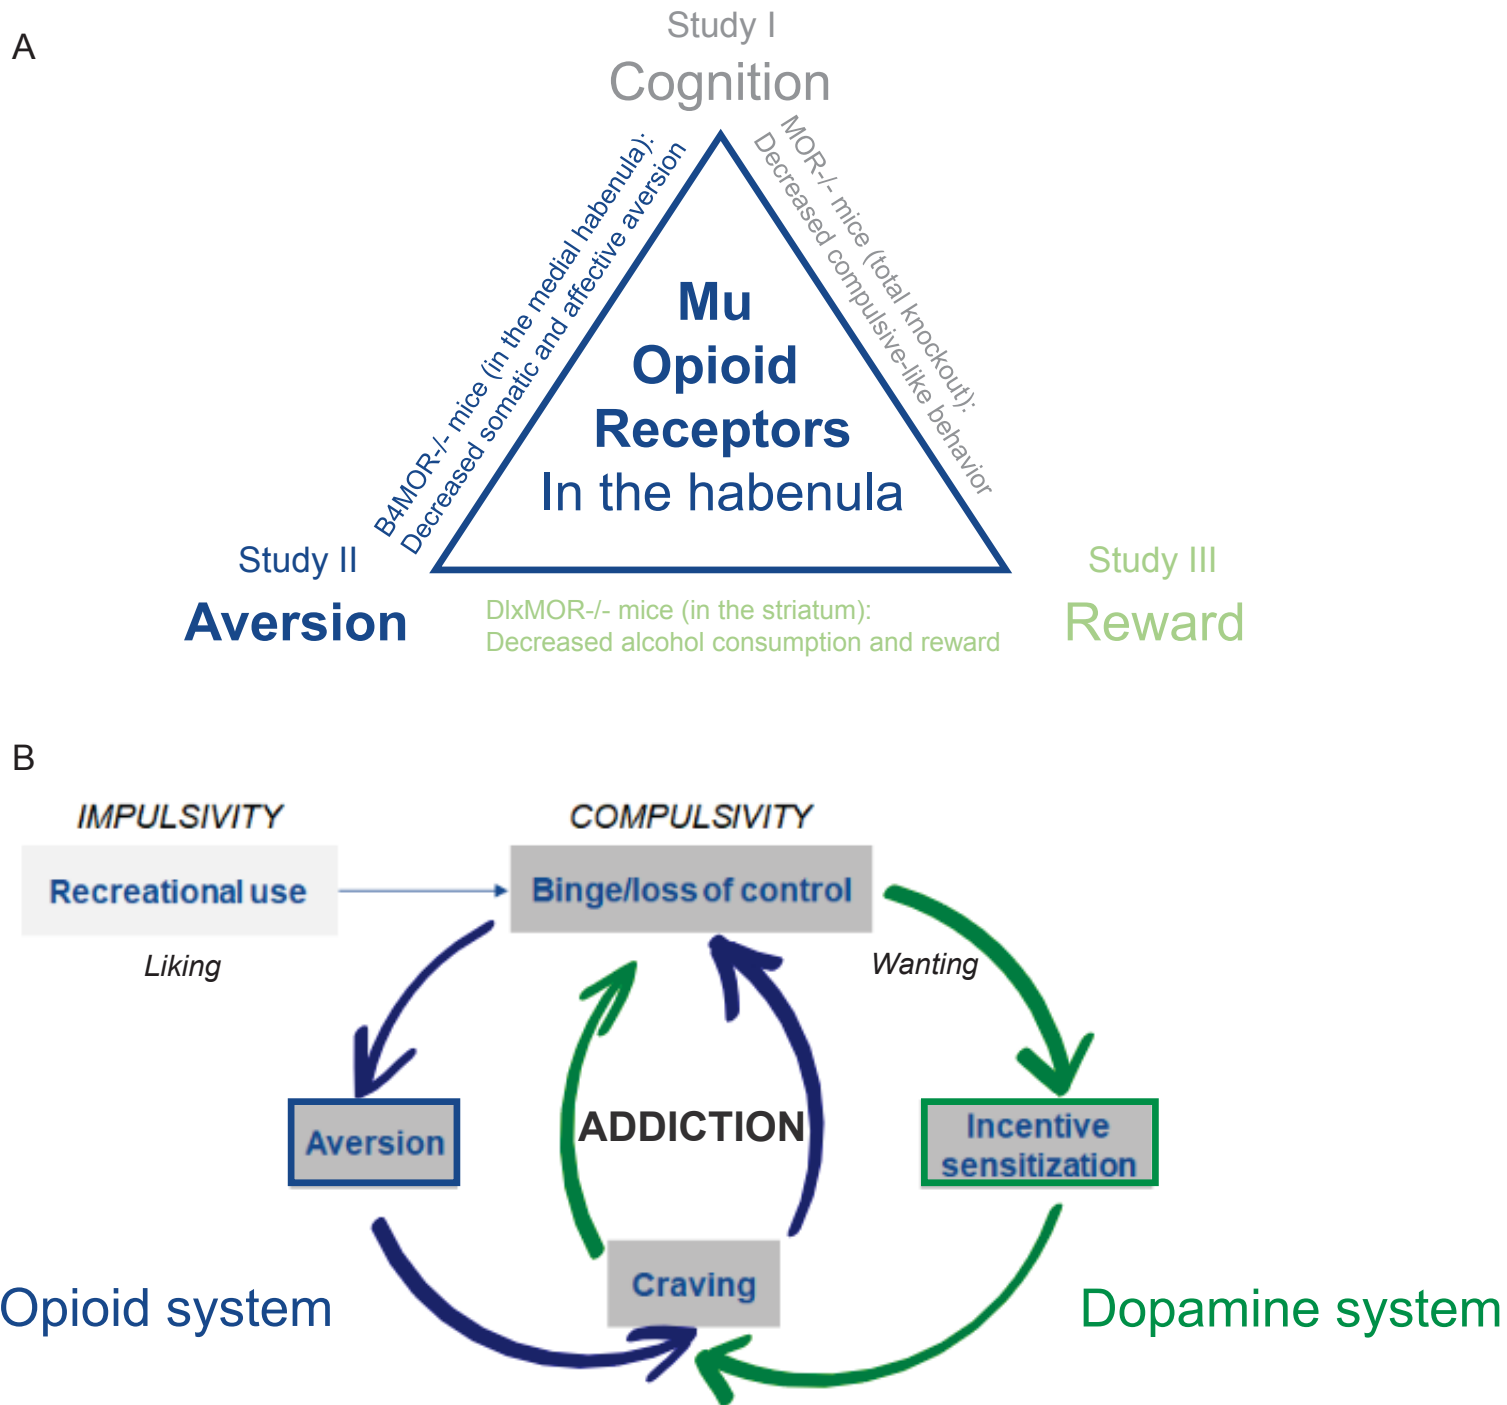 A
Study I
Cognition
B4MOR-/- mice (in the medial habenula):
Decreased somatic and affective aversion
MOR-/- mice (total knockout):
Decreased compulsive-like behavior
Mu
Opioid
Receptors
In the habenula
Study II
Aversion
DlxMOR-/- mice (in the striatum):
Decreased alcohol consumption and reward
Study III
Reward
B
IMPULSIVITY
COMPULSIVITY
Recreational use
Binge/loss of control
Liking
Wanting
Aversion
ADDICTION
Incentive
sensitization
Craving
Opioid system
Dopamine system